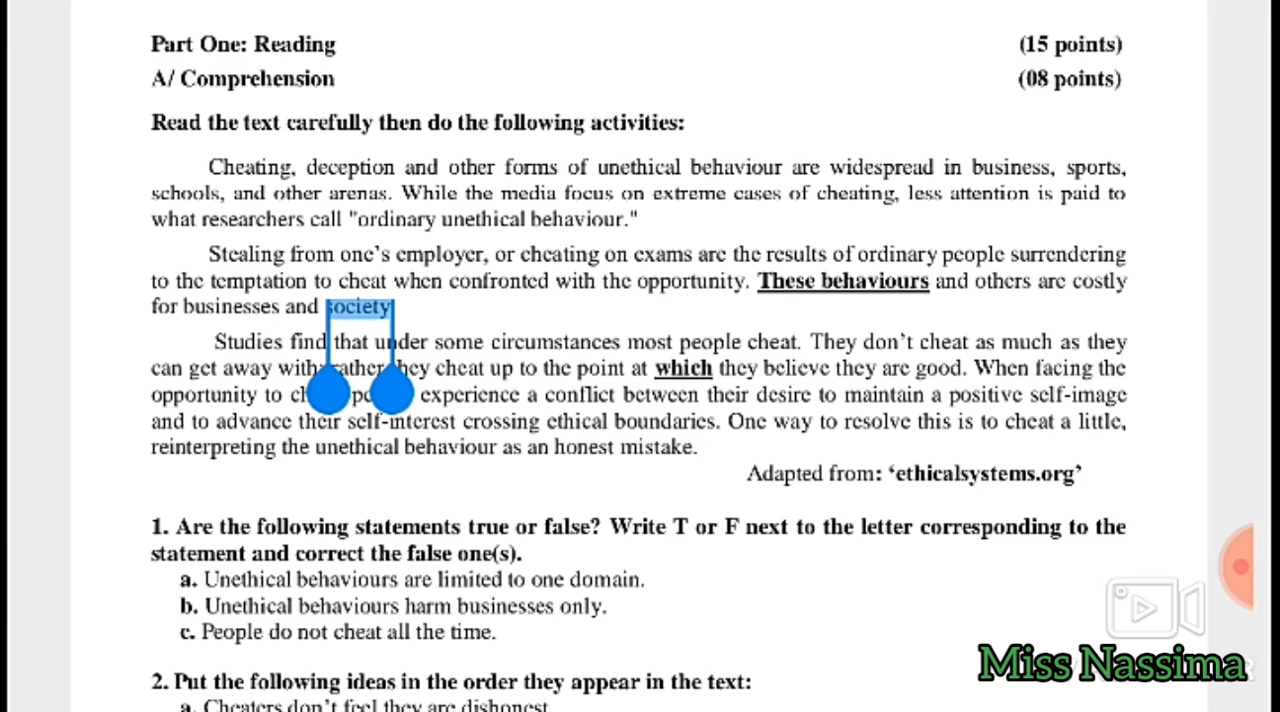 Part One: Reading (15 points)
A/ Comprehension (08 points)
Read the text carefully then do the following activities:
Cheating, deception and other forms of unethical behaviour are widespread in business, sports,
schools, and other arenas. While the media focus on extreme cases of cheating, less attention is paid to
what researchers call "ordinary unethical behaviour."
Stealing from one's employer, or cheating on exams are the results of ordinary people surrendering
to the temptation to cheat when confronted with the opportunity. These behaviours and others are costly
for businesses and society
Studies find that under some circumstances most people cheat. They don't cheat as much as they
can get away with, rather they cheat up to the point at which they believe they are good. When facing the
opportunity to experience a conflict between their desire to maintain a positive self-image
and to advance their self-interest crossing ethical boundaries. One way to resolve this is to cheat a little,
reinterpreting the unethical behaviour as an honest mistake.
Adapted from: ‘ethicalsystems.org’
1. Are the following statements true or false? Write T or F next to the letter corresponding to the
statement and correct the false one(s).
a. Unethical behaviours are limited to one domain.
b. Unethical behaviours harm businesses only.
c. People do not cheat all the time.
Miss Nassima
2. Put the following ideas in the order they appear in the text:
a. Cheaters don't feel they are dishonest